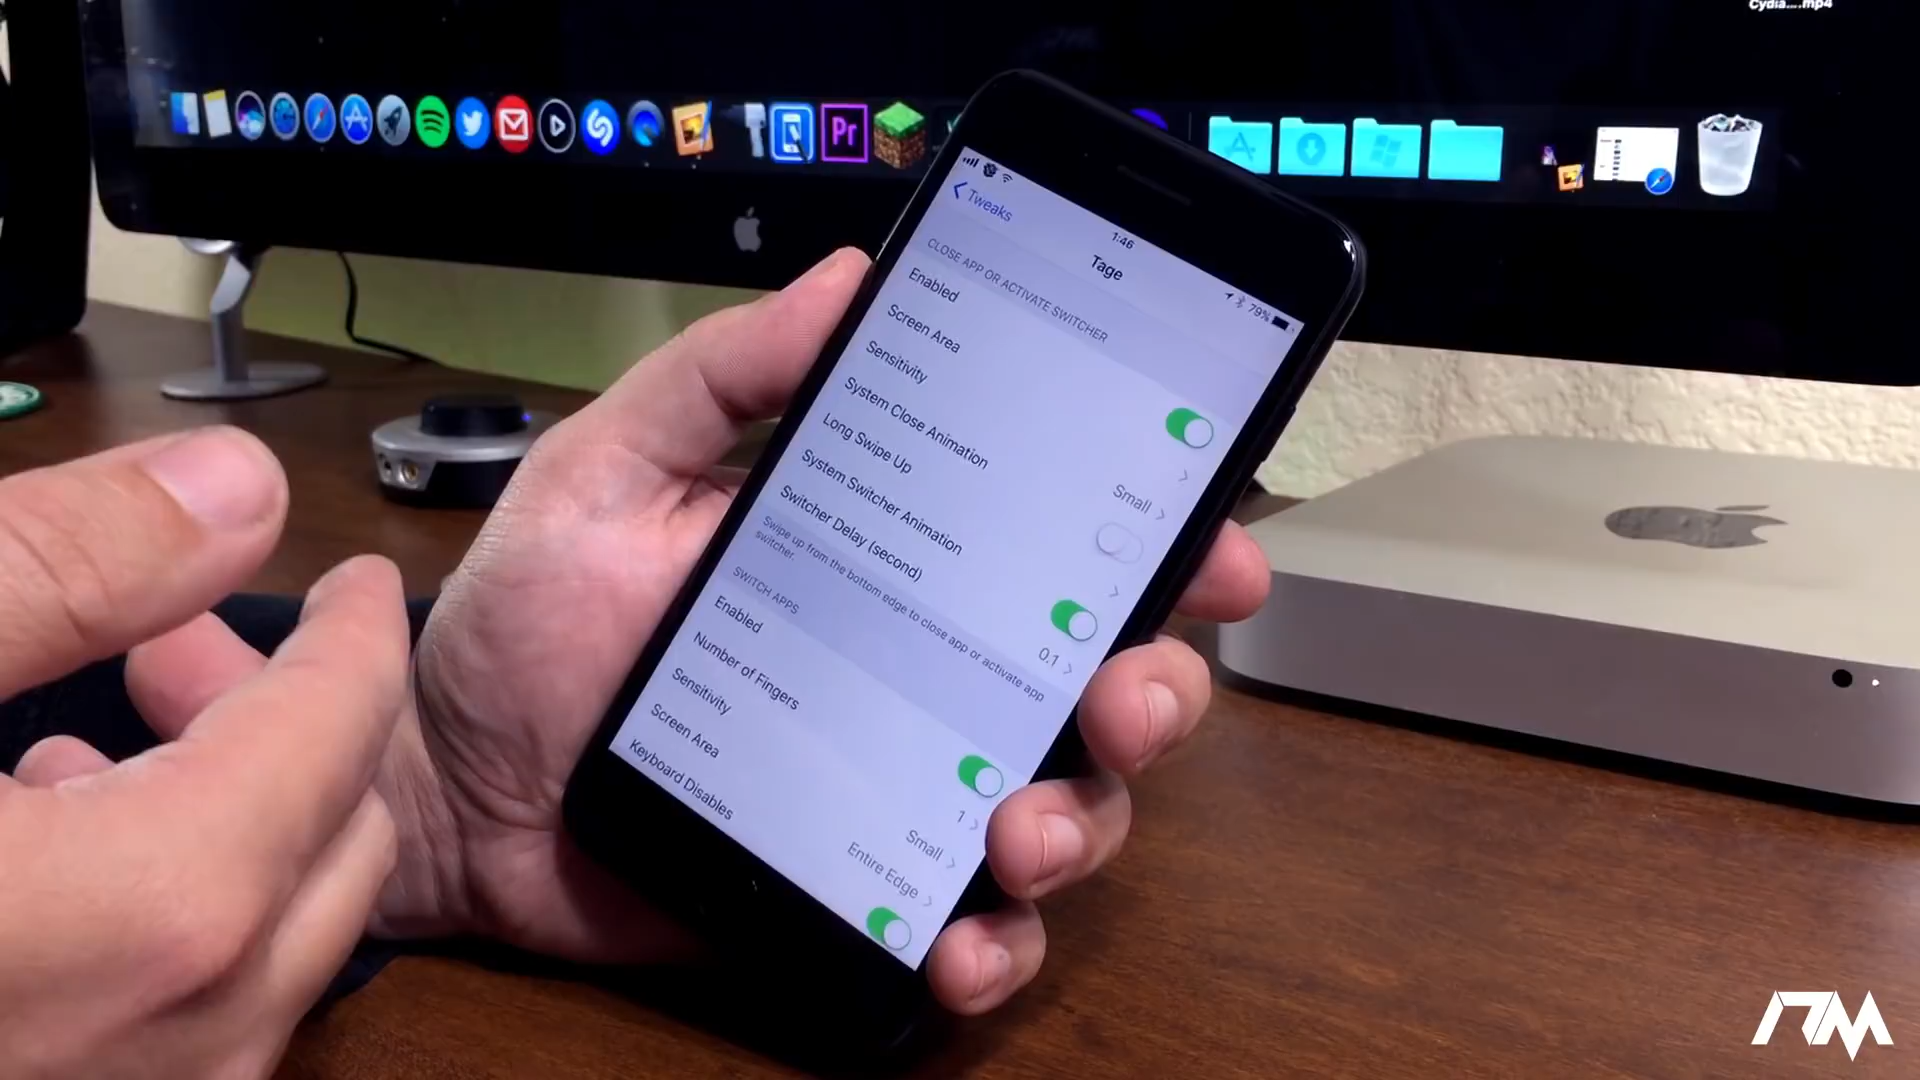 Cydia....mp4
Pr
Tweaks
1:46
79%
Tage
CLOSE APP OR ACTIVATE SWITCHER
Enabled
Screen Area
Sensitivity
Small
System Close Animation
Long Swipe Up
System Switcher Animation
Switcher Delay (second)
0.1
Swipe up from the bottom edge to close app or activate app
switcher.
SWITCH APPS
Enabled
Number of Fingers
1
Sensitivity
Small
Screen Area
Entire Edge
Keyboard Disables